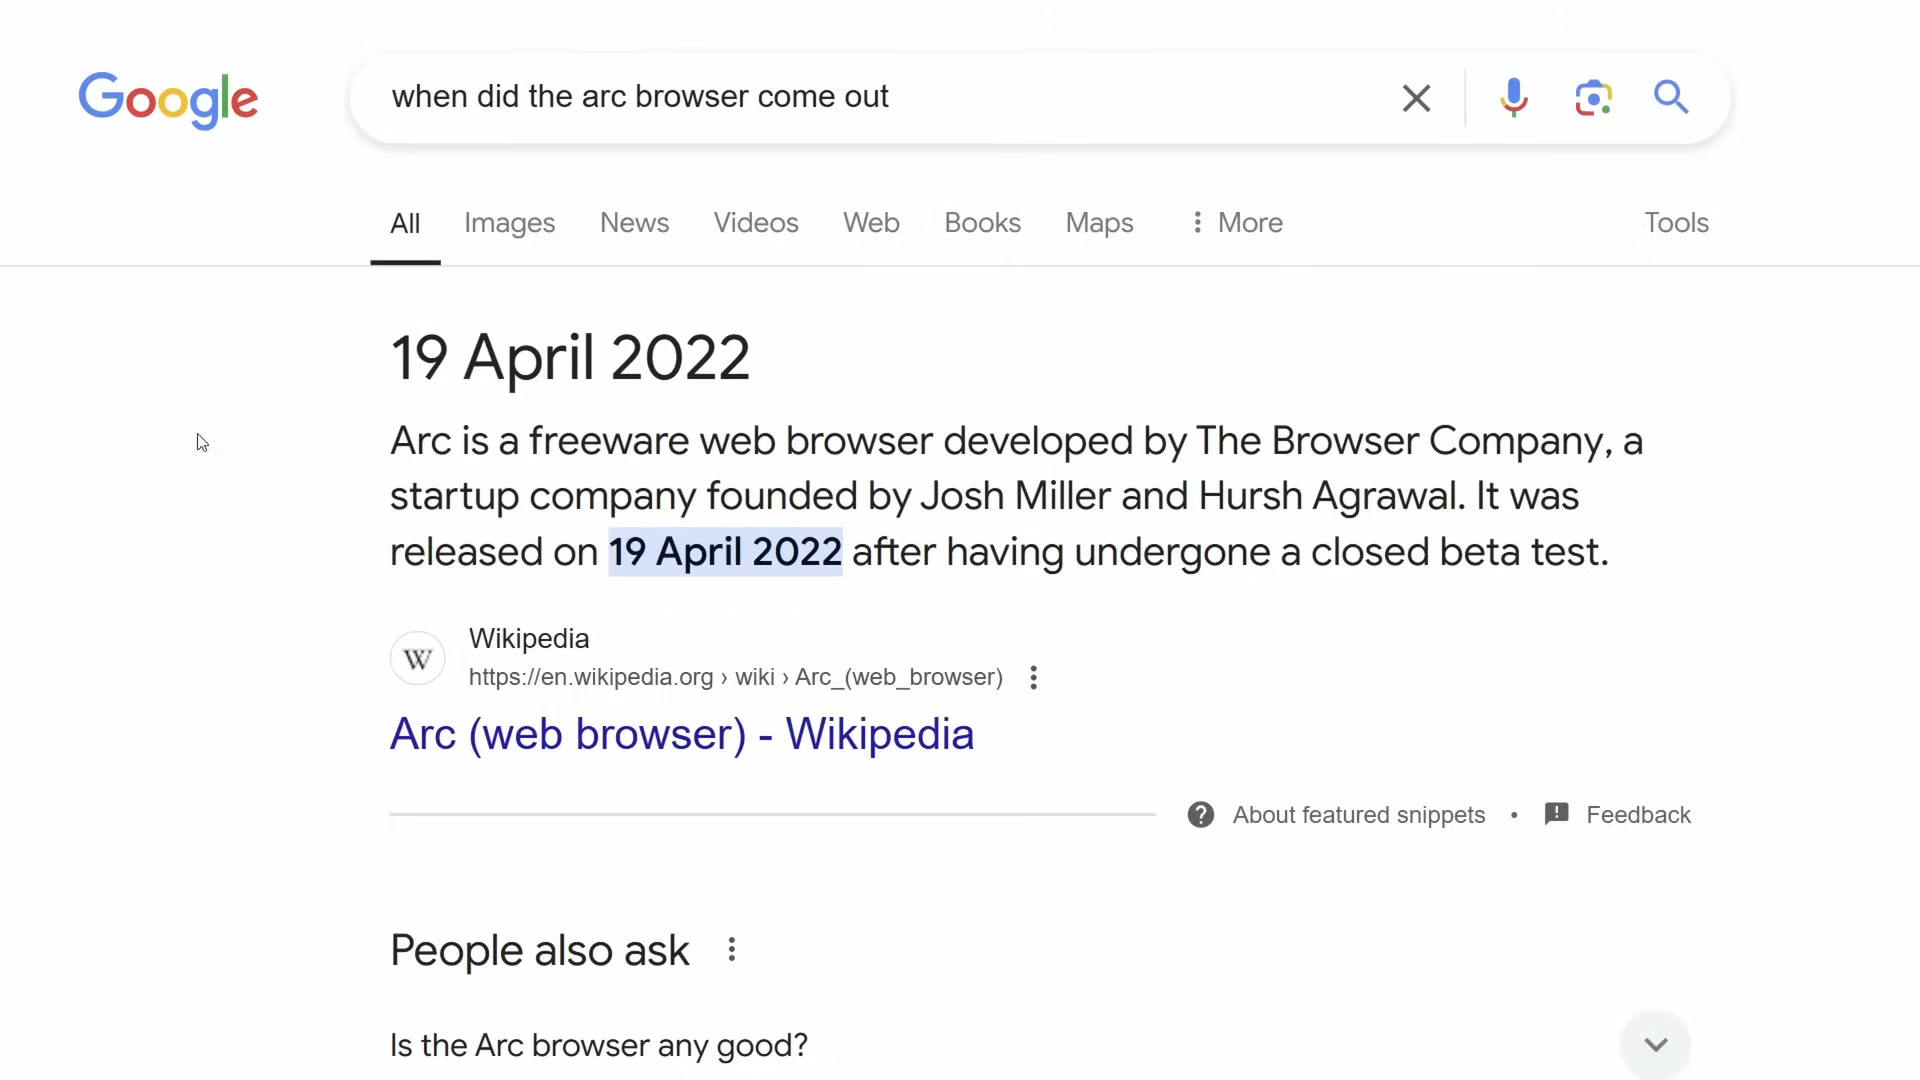 Google
when did the arc browser come out
All Images News Videos Web Books Maps More Tools
19 April 2022
Arc is a freeware web browser developed by The Browser Company, a
startup company founded by Josh Miller and Hursh Agrawal. It was
released on 19 April 2022 after having undergone a closed beta test.
W
Wikipedia
https://en.wikipedia.org › wiki › Arc_(web_browser)
Arc (web browser) - Wikipedia
About featured snippets • Feedback
People also ask
Is the Arc browser any good?